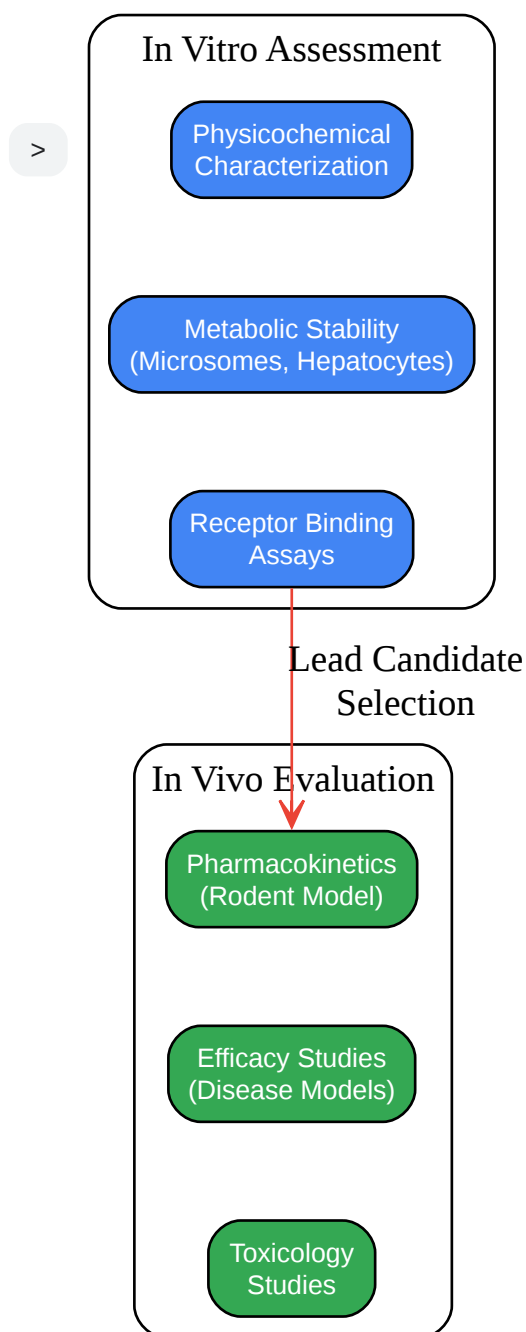 In Vitro Assessment
>
Physicochemical
Characterization
Metabolic Stability
(Microsomes, Hepatocytes)
Receptor Binding
Assays
Lead Candidate
Selection
In Vivo Evaluation
Pharmacokinetics
(Rodent Model)
Efficacy Studies
(Disease Models)
Toxicology
Studies